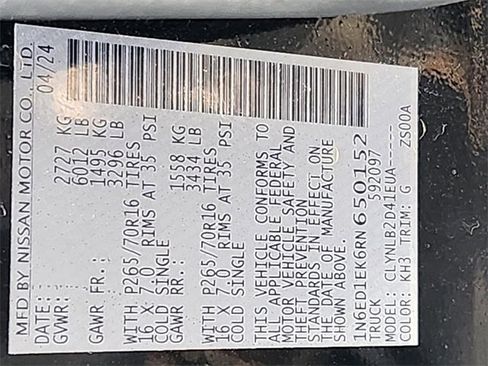 MFD BY NISSAN MOTOR CO., LTD.
DATE: 04/24
GVWR: 2727 KG
6012 LB
GAWR FR.: 1495 KG
3296 LB
WITH P265/70R16 TIRES
16 X 7.0 RIMS AT 35 PSI
COLD SINGLE
GAWR RR.: 1558 KG
3434 LB
WITH P265/70R16 TIRES
16 X 7.0 RIMS AT 35 PSI
COLD SINGLE
THIS VEHICLE CONFORMS TO
ALL APPLICABLE FEDERAL
MOTOR VEHICLE SAFETY AND
THEFT PREVENTION
STANDARDS IN EFFECT ON
THE DATE OF MANUFACTURE
SHOWN ABOVE.
1N6ED1EK6RN650152
TRUCK 592097
MODEL: CLYNLB2D41EUA-----
COLOR: KH3 TRIM: G ZS00A